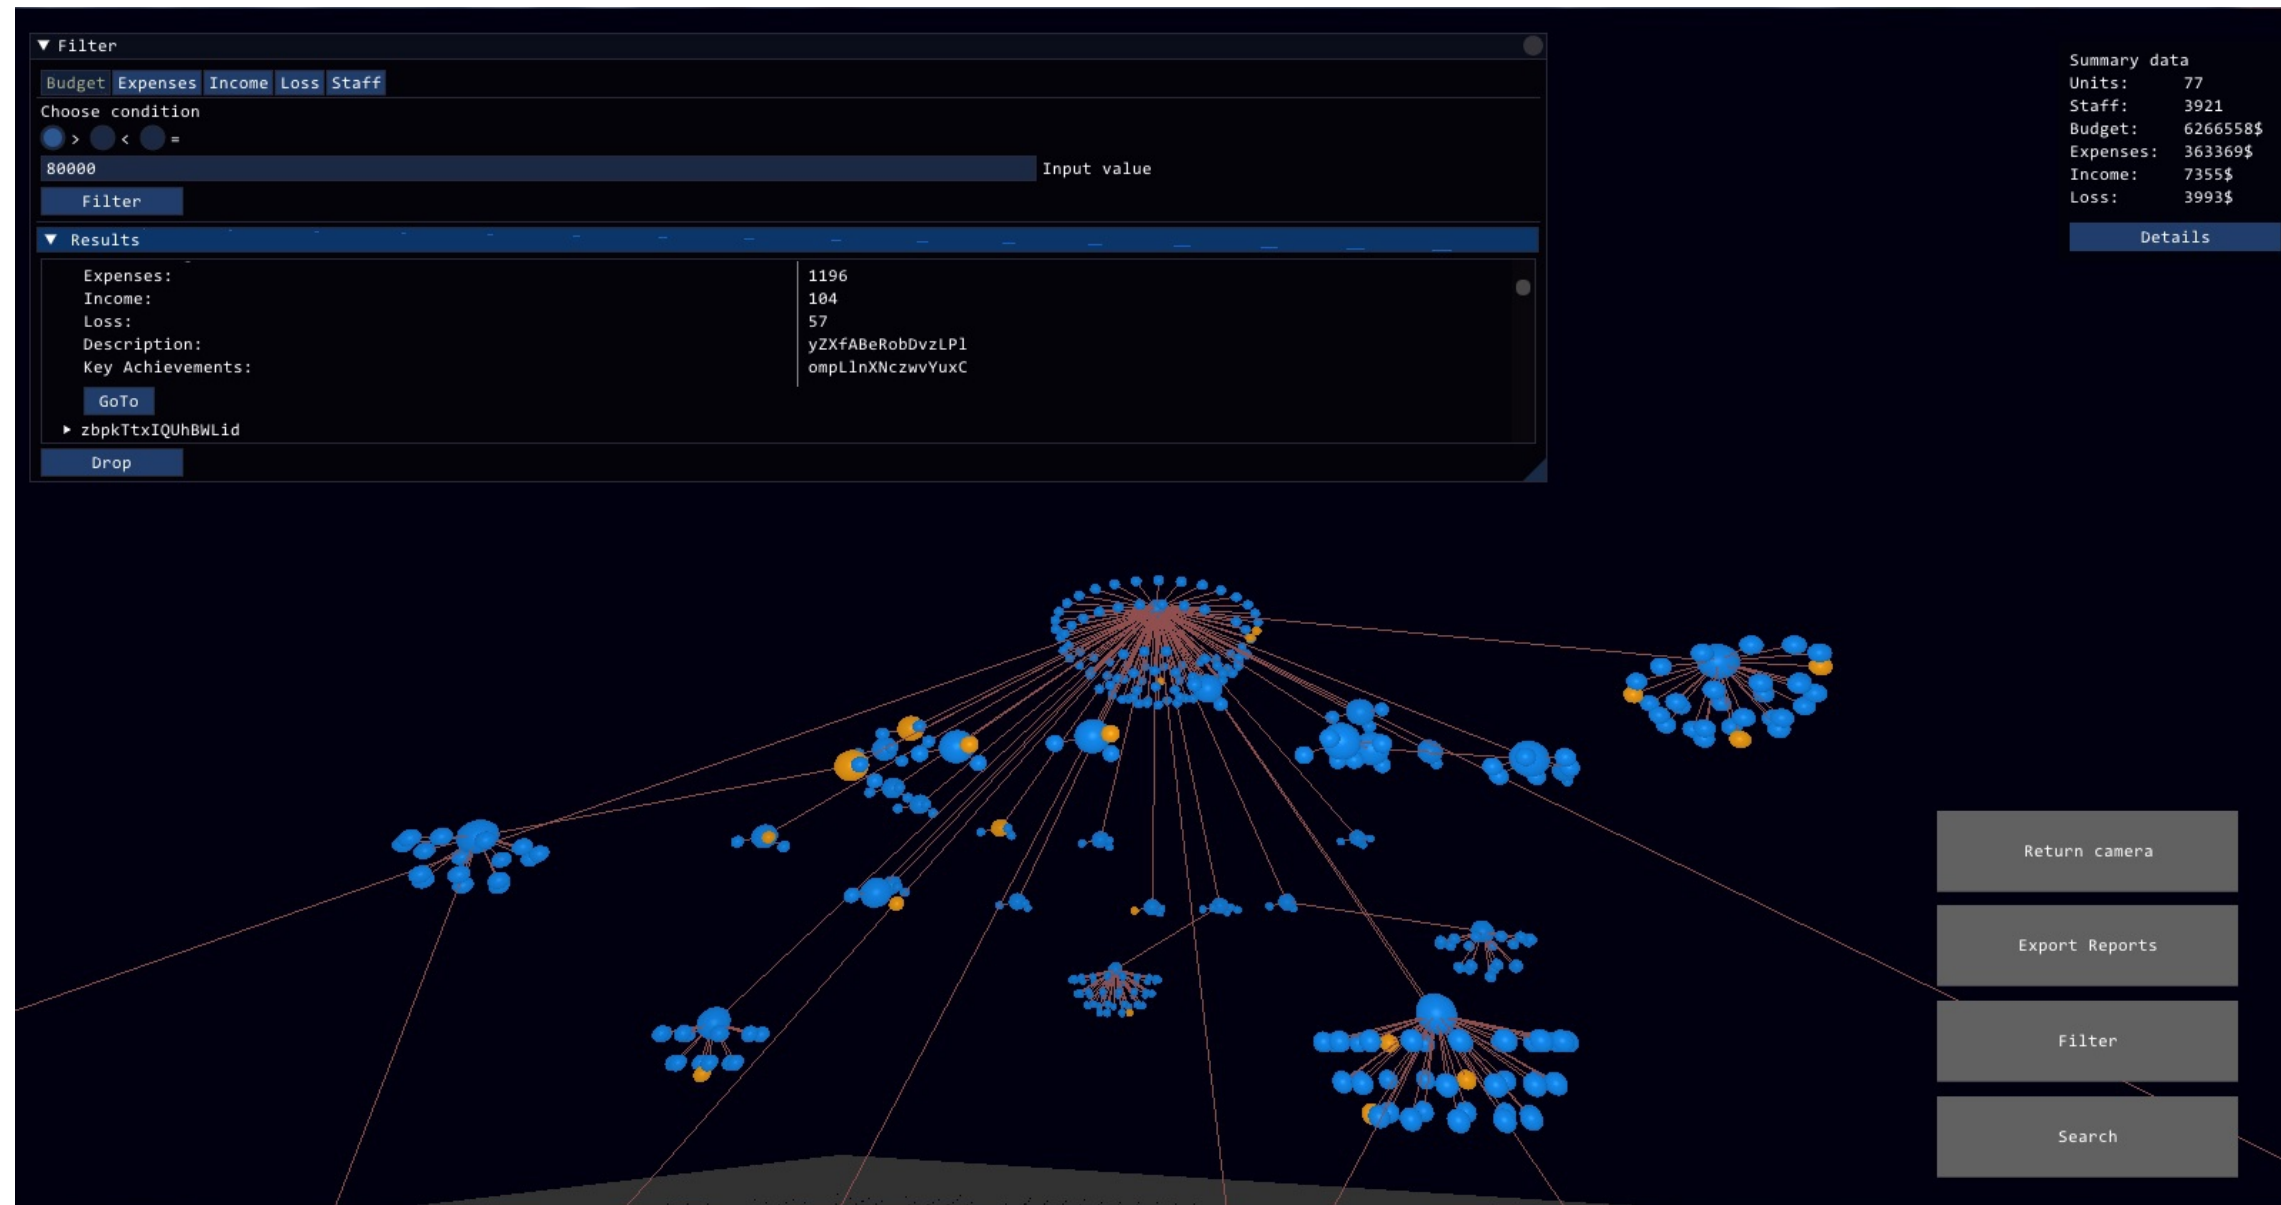 Filter
Budget Expenses Income Loss Staff
Choose condition
> < =
80000 Input value
Filter
Results
Expenses: 1196
Income: 104
Loss: 57
Description: yZXfABeRobDvzLPl
Key Achievements: ompLlnXNczwvYuxC
GoTo
zbpkTtxIQUhBWLid
Drop
Summary data
Units: 77
Staff: 3921
Budget: 6266558$
Expenses: 363369$
Income: 7355$
Loss: 3993$
Details
Return camera
Export Reports
Filter
Search